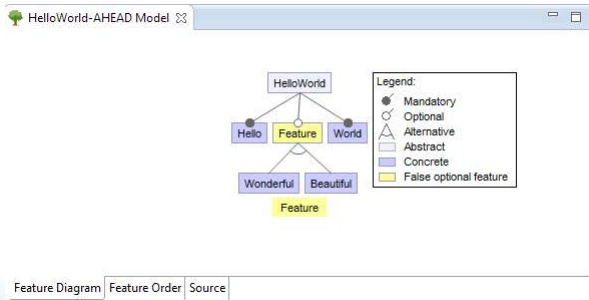 HelloWorld-AHEAD Model
HelloWorld
Hello Feature World
Wonderful Beautiful
Feature
Legend:
Mandatory
Optional
Alternative
Abstract
Concrete
False optional feature
Feature Diagram Feature Order Source